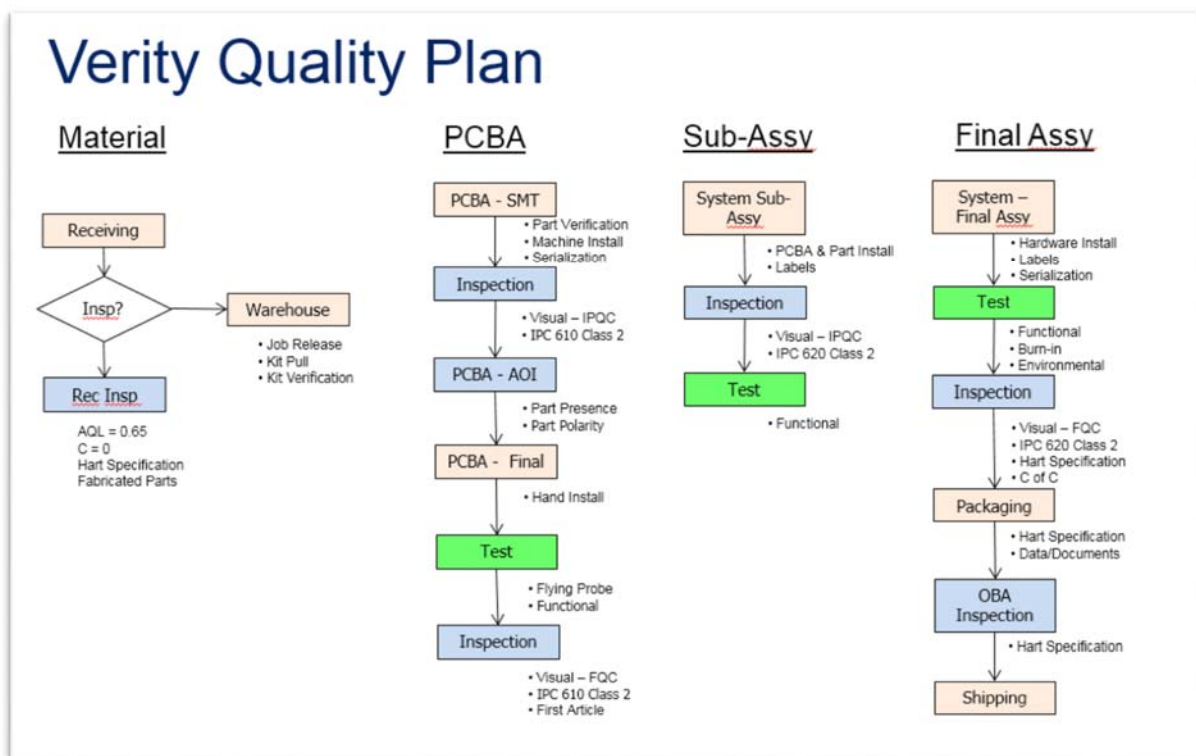 Verity Quality Plan
Material
Receiving
Insp?
Warehouse
• Job Release
• Kit Pull
• Kit Verification
Rec Insp
AQL = 0.65
C = 0
Hart Specification
Fabricated Parts
PCBA
PCBA - SMT
• Part Verification
• Machine Install
• Serialization
Inspection
• Visual – IPQC
• IPC 610 Class 2
PCBA - AOI
• Part Presence
• Part Polarity
PCBA - Final
• Hand Install
Test
• Flying Probe
• Functional
Inspection
• Visual – FQC
• IPC 610 Class 2
• First Article
Sub-Assy
System Sub-
Assy
• PCBA & Part Install
• Labels
Inspection
• Visual – IPQC
• IPC 620 Class 2
Test
• Functional
Final Assy
System –
Final Assy
• Hardware Install
• Labels
• Serialization
Test
• Functional
• Burn-in
• Environmental
Inspection
• Visual – FQC
• IPC 620 Class 2
• Hart Specification
• C of C
Packaging
• Hart Specification
• Data/Documents
OBA
Inspection
• Hart Specification
Shipping